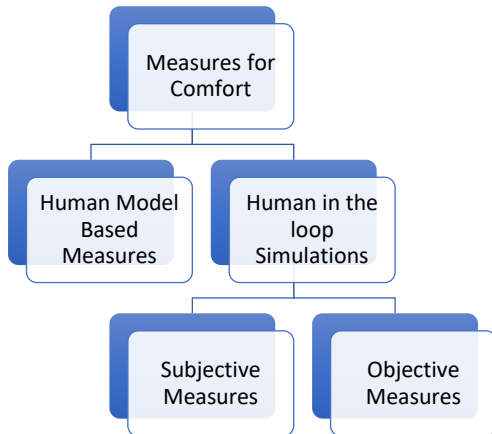 Measures for
Comfort
Human Model
Based
Measures
Human in the
loop
Simulations
Subjective
Measures
Objective
Measures